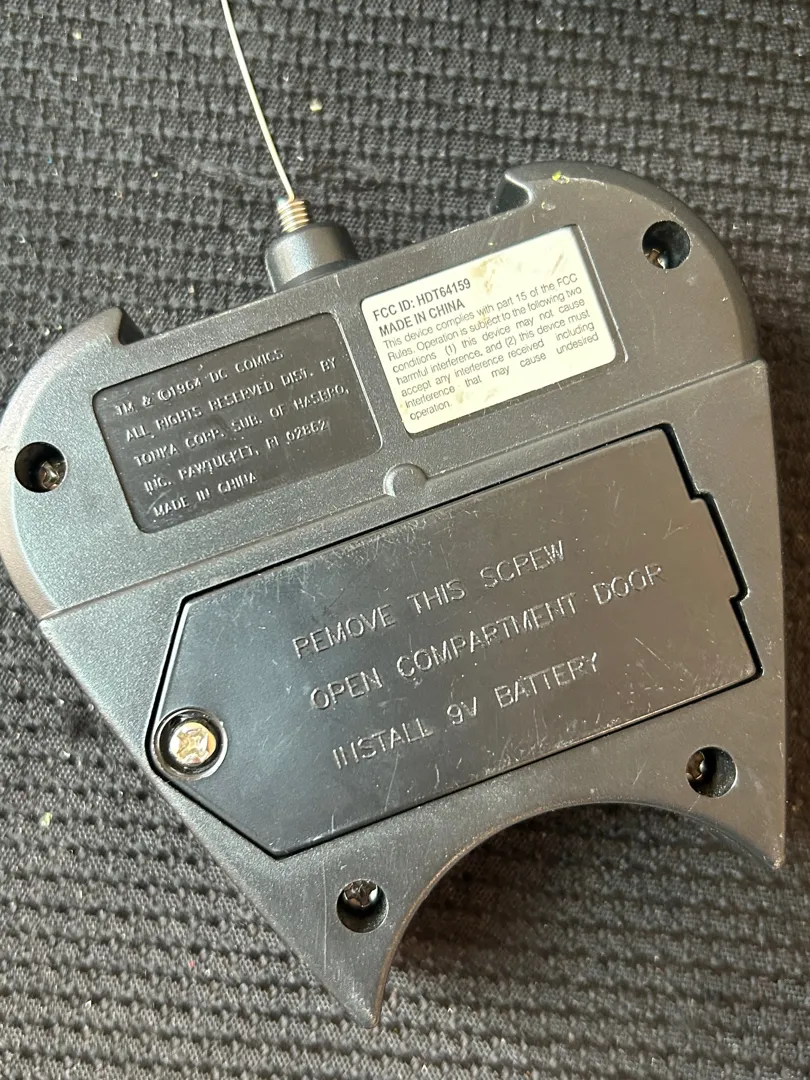 TM & ©1964 DC COMICS
ALL RIGHTS RESERVED DIST. BY
TONKA CORP. SUB. OF HASBRO,
INC. PAWTUCKET, RI 02862
MADE IN CHINA
FCC ID: HDT64159
MADE IN CHINA
This device complies with part 15 of the FCC
Rules. Operation is subject to the following two
conditions (1) this device may not cause
harmful interference, and (2) this device must
accept any interference received including
interference that may cause undesired
operation.
REMOVE THIS SCREW
OPEN COMPARTMENT DOOR
INSTALL 9V BATTERY